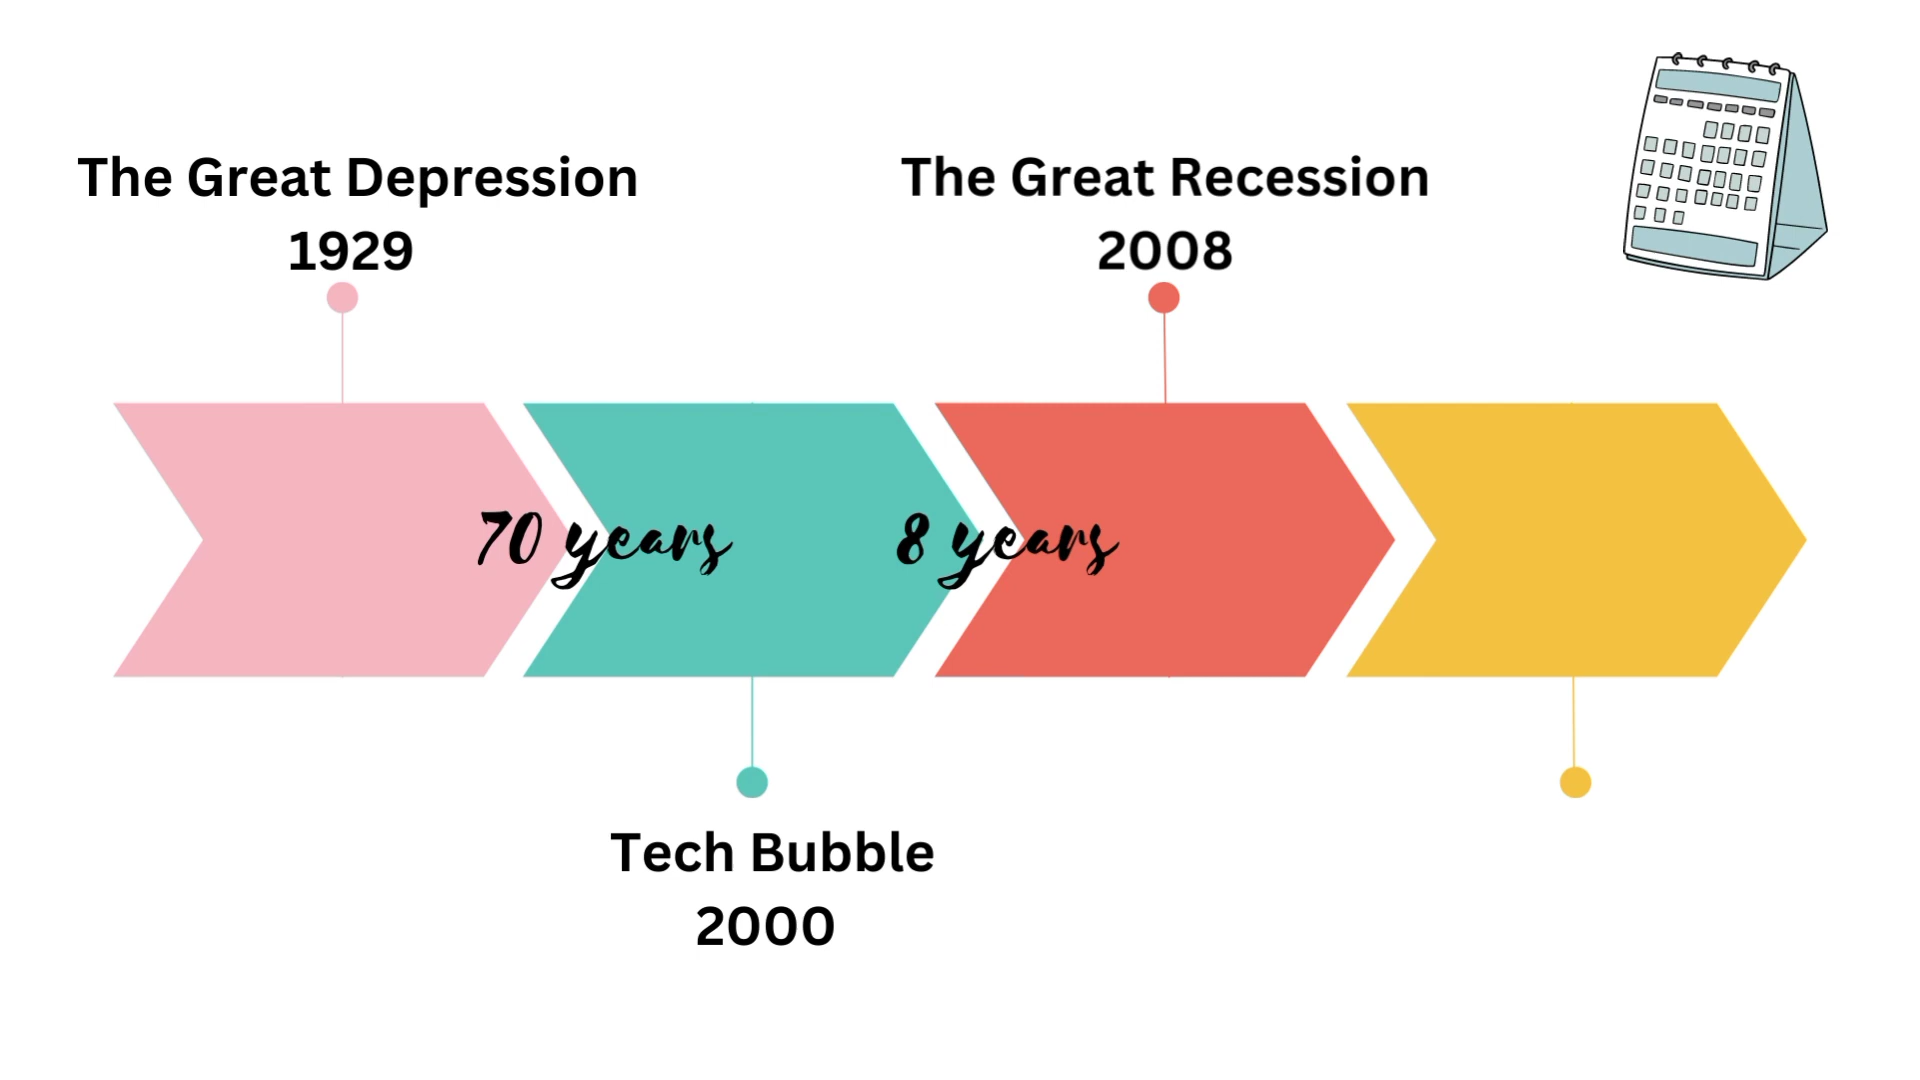 The Great Depression
1929
The Great Recession
2008
70 years
8 years
Tech Bubble
2000